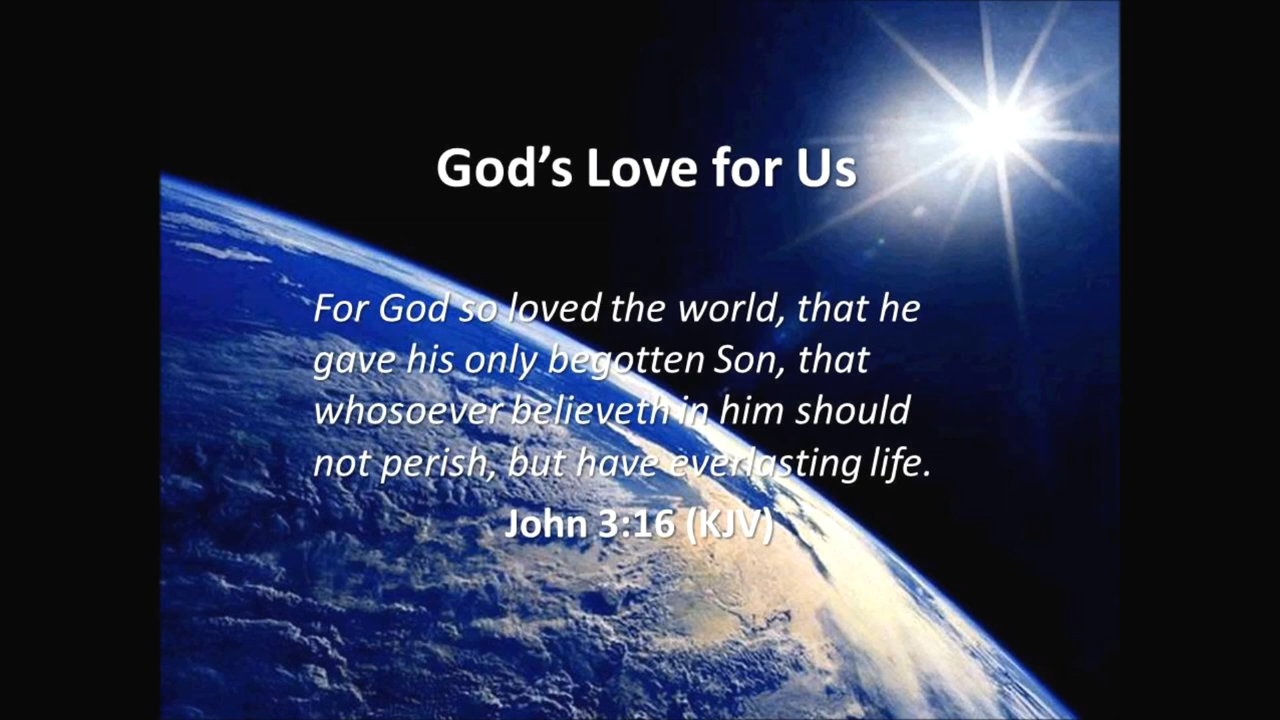 God’s Love for Us
For God so loved the world, that he
gave his only begotten Son, that
whosoever believeth in him should
not perish, but have everlasting life.
John 3:16 (KJV)